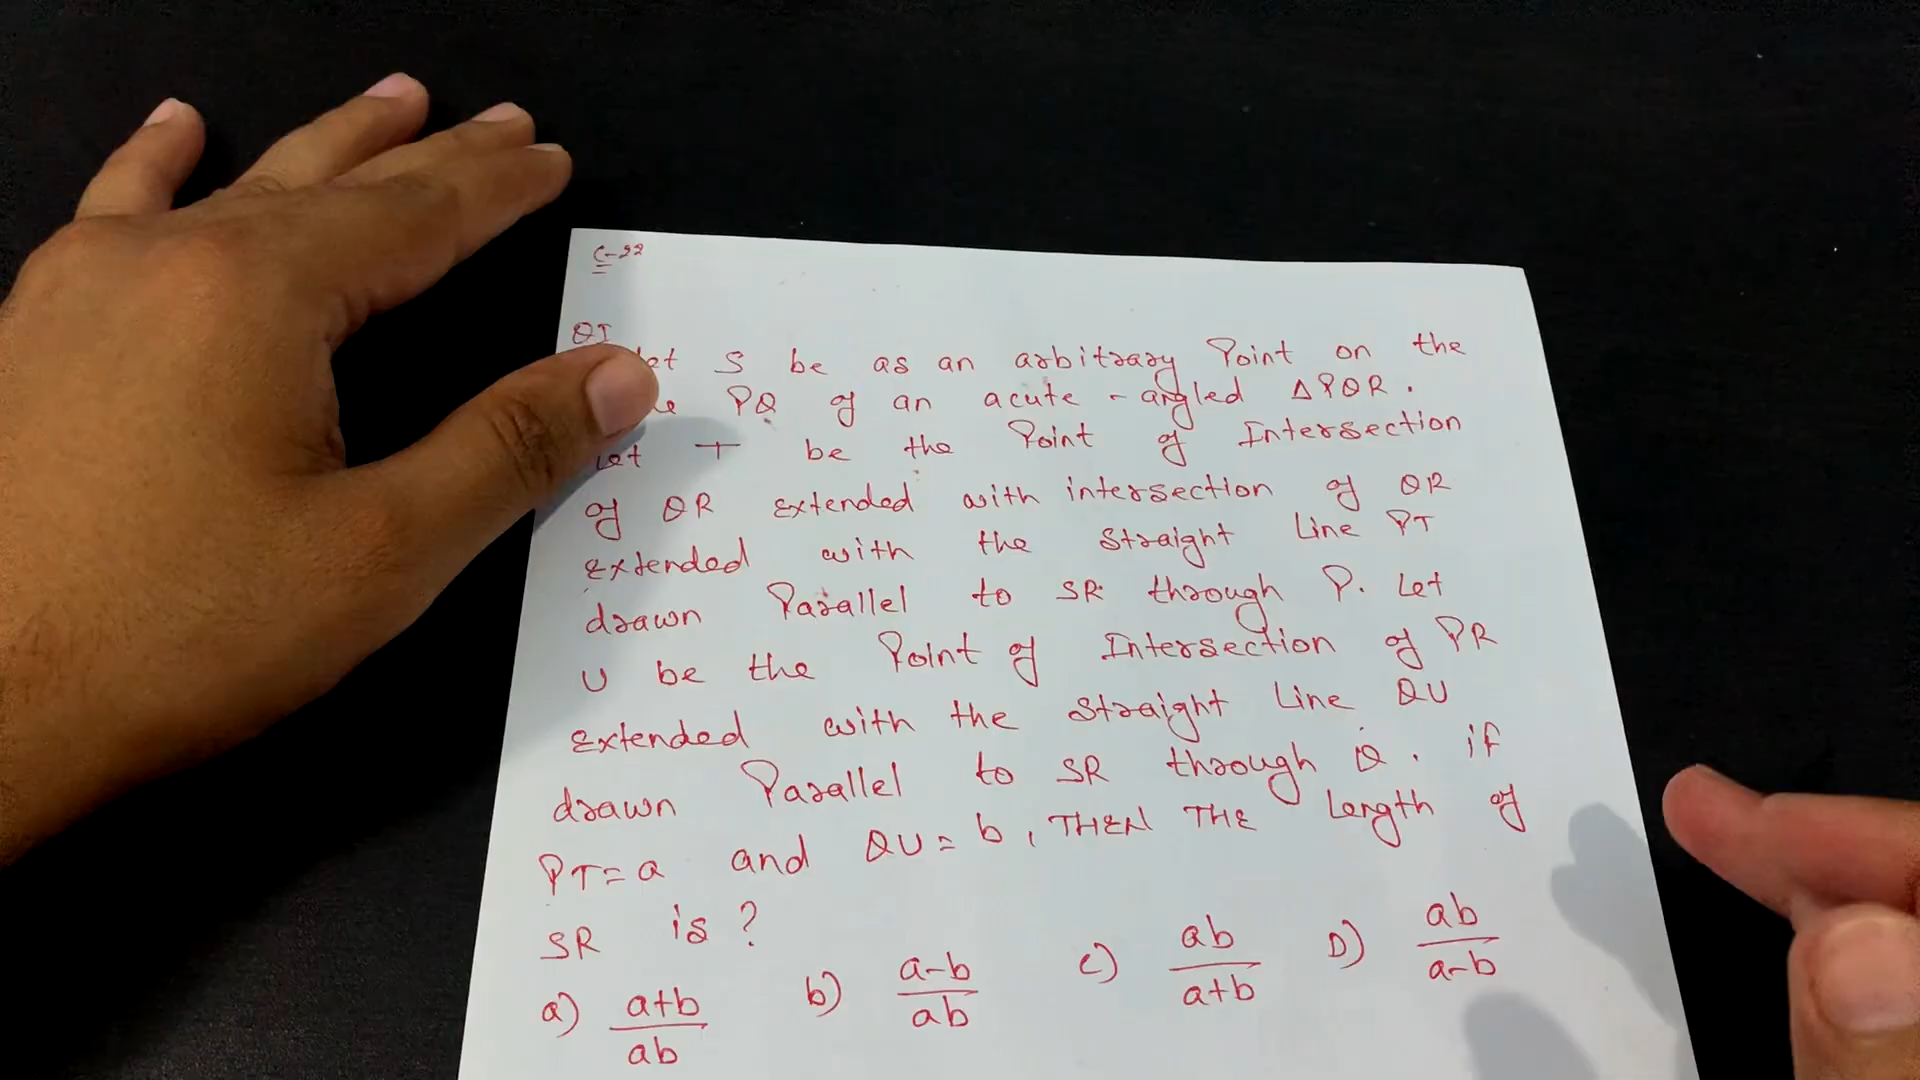 C-22
QI
let S be as an arbitrary Point on the
PQ of an acute - angled ΔPQR .
Let T be the Point of Intersection
of QR extended with intersection of QR
extended with the straight Line PT
drawn Parallel to SR through P. Let
U be the Point of Intersection of PR
extended with the straight Line QU
drawn Parallel to SR through Q . if
PT = a and QU = b , THEN THE Length of
SR is ?
a) a+b/ab b) a-b/ab c) ab/a+b D) ab/a-b